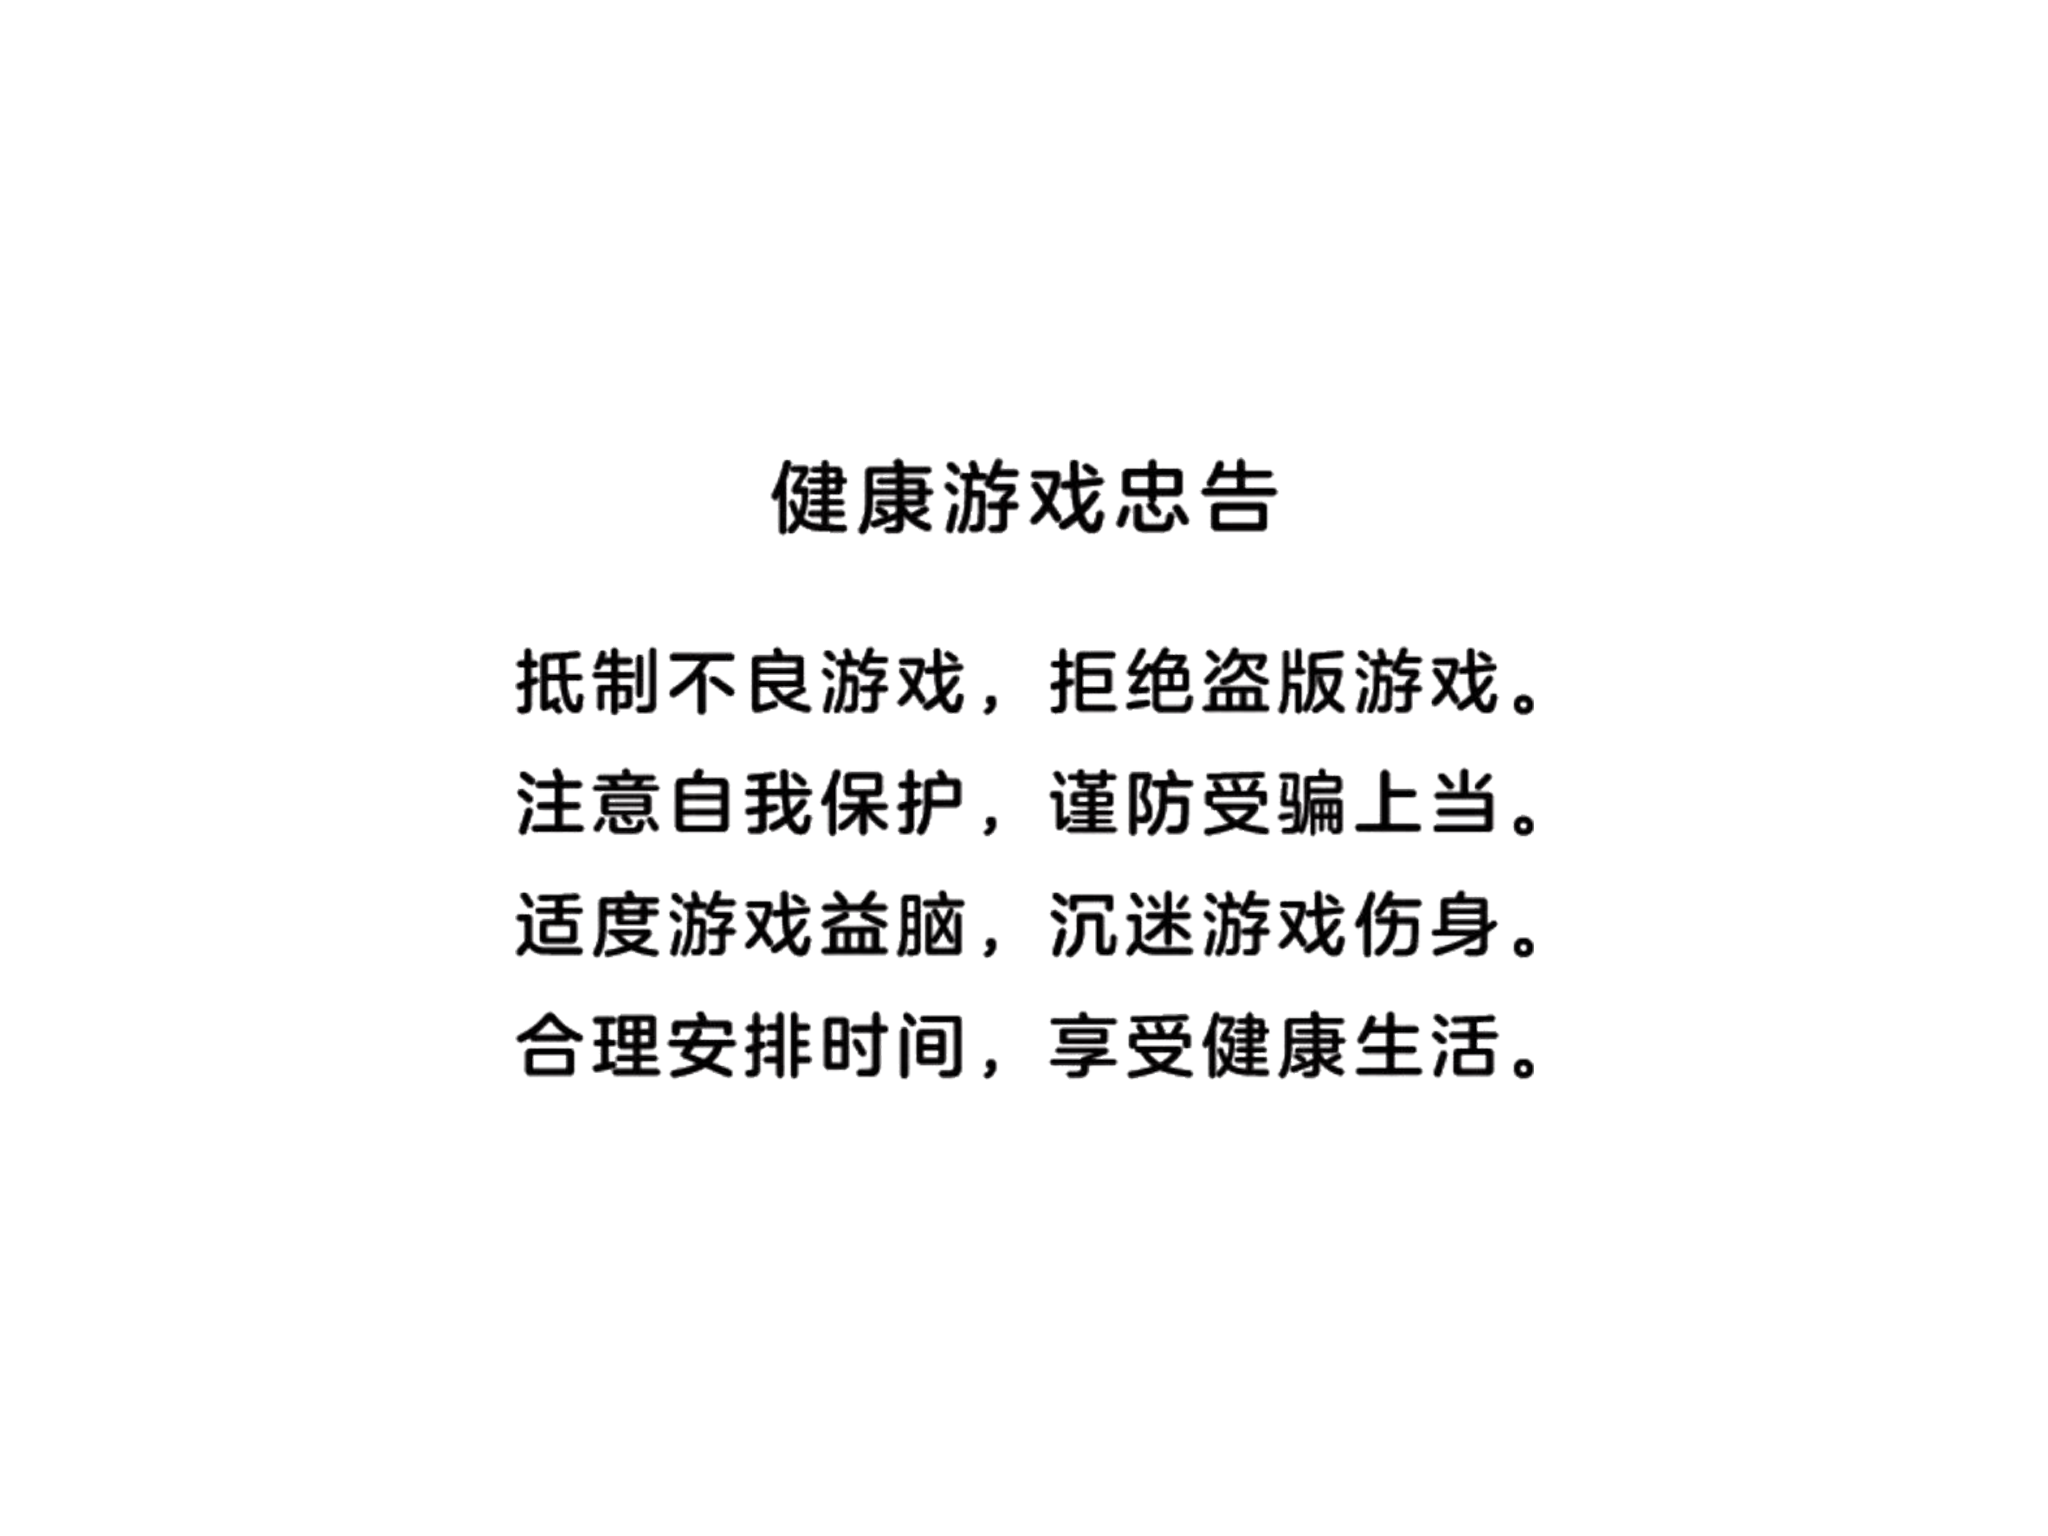 健康游戏忠告
抵制不良游戏，拒绝盗版游戏。
注意自我保护，谨防受骗上当。
适度游戏益脑，沉迷游戏伤身。
合理安排时间，享受健康生活。